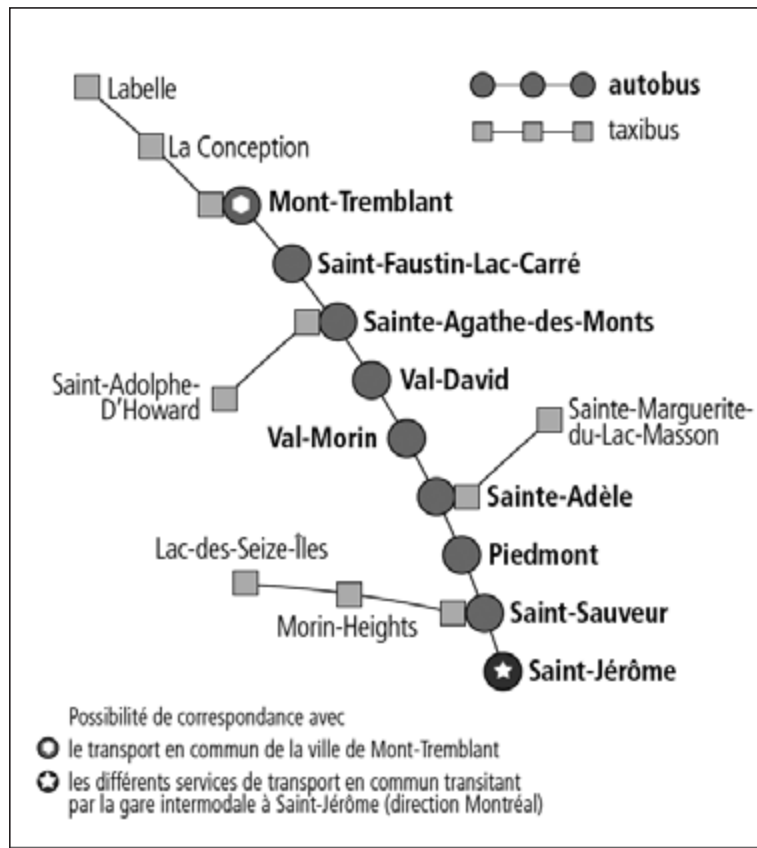 Labelle
autobus
taxibus
La Conception
Mont-Tremblant
Saint-Faustin-Lac-Carré
Sainte-Agathe-des-Monts
Saint-Adolphe-
D'Howard
Val-David
Sainte-Marguerite-
du-Lac-Masson
Val-Morin
Sainte-Adèle
Lac-des-Seize-Îles
Piedmont
Morin-Heights
Saint-Sauveur
Saint-Jérôme
Possibilité de correspondance avec
le transport en commun de la ville de Mont-Tremblant
les différents services de transport en commun transitant
par la gare intermodale à Saint-Jérôme (direction Montréal)